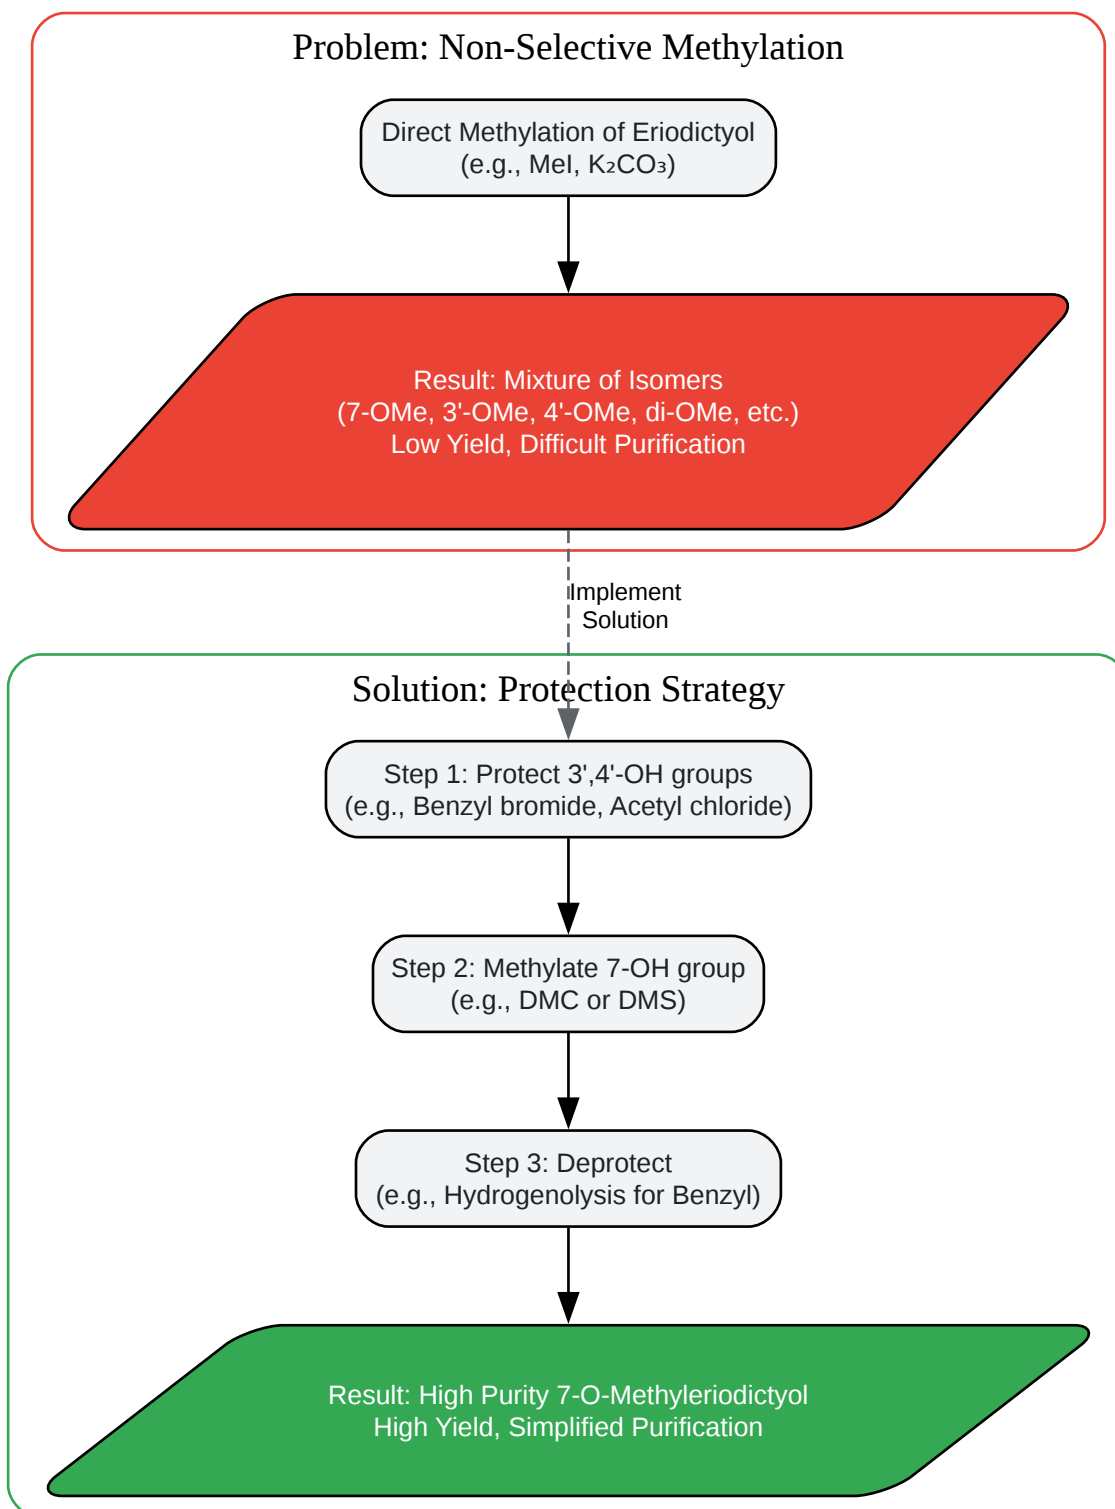 Problem: Non-Selective Methylation
Direct Methylation of Eriodictyol
(e.g., MeI, K₂CO₃)
Result: Mixture of Isomers
(7-OMe, 3'-OMe, 4'-OMe, di-OMe, etc.)
Low Yield, Difficult Purification
Implement
Solution
Solution: Protection Strategy
Step 1: Protect 3',4'-OH groups
(e.g., Benzyl bromide, Acetyl chloride)
Step 2: Methylate 7-OH group
(e.g., DMC or DMS)
Step 3: Deprotect
(e.g., Hydrogenolysis for Benzyl)
Result: High Purity 7-O-Methyleriodictyol
High Yield, Simplified Purification